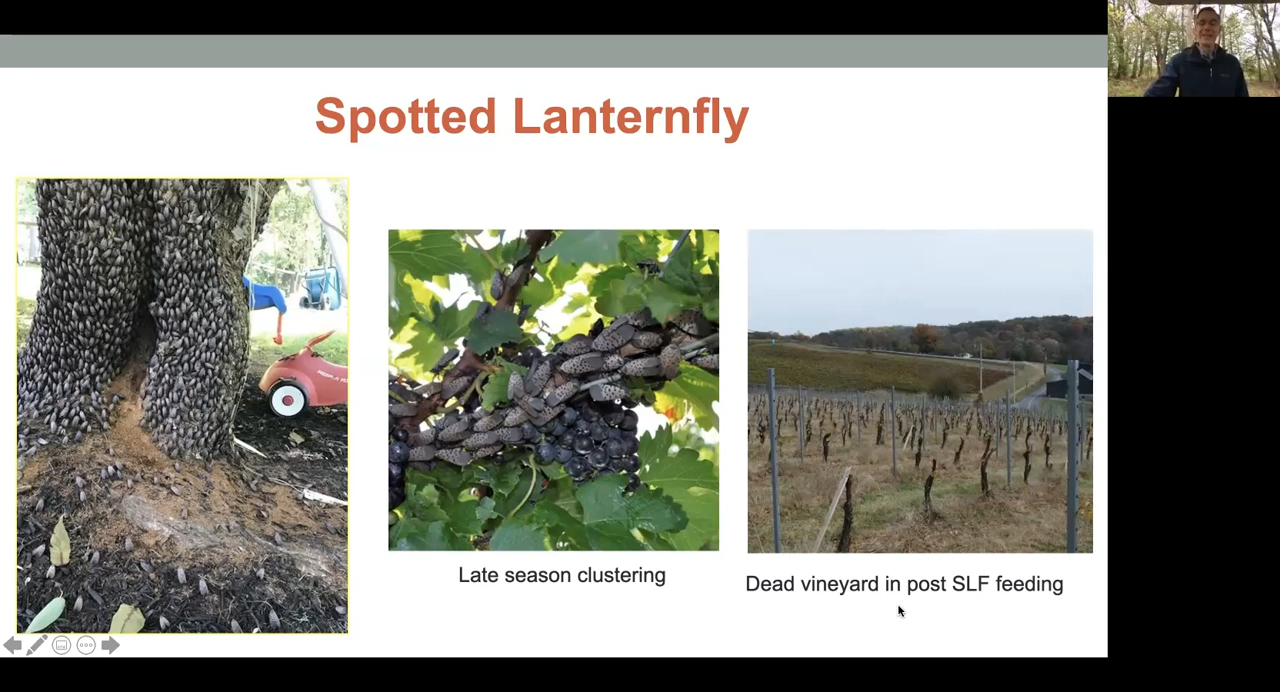 Spotted Lanternfly
Late season clustering
Dead vineyard in post SLF feeding